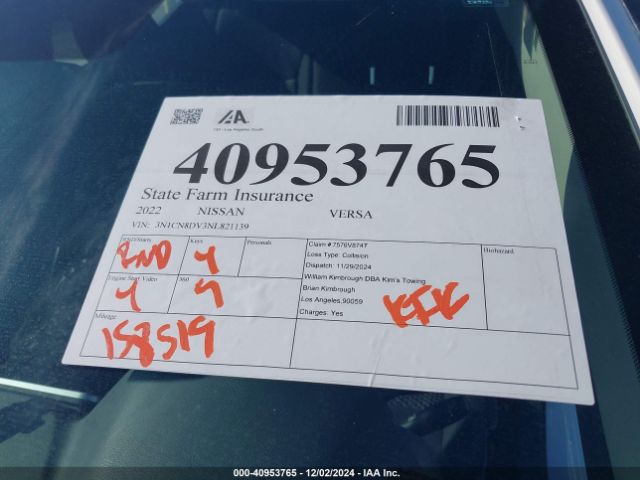 IAA
40953765
State Farm Insurance
2022 NISSAN VERSA
VIN: 3N1CN8DV3NL821139
RND/Starts Keys Personals
RND Y
Engine Start Video 360
Y Y
Mileage
158519
Claim # 7576V874T
Loss Type: Collision
Dispatch: 11/29/2024
William Kimbrough DBA Kim's Towing
Brian Kimbrough
Los Angeles,90059
Charges: Yes
Biohazard
000-40953765 - 12/02/2024 - IAA Inc.